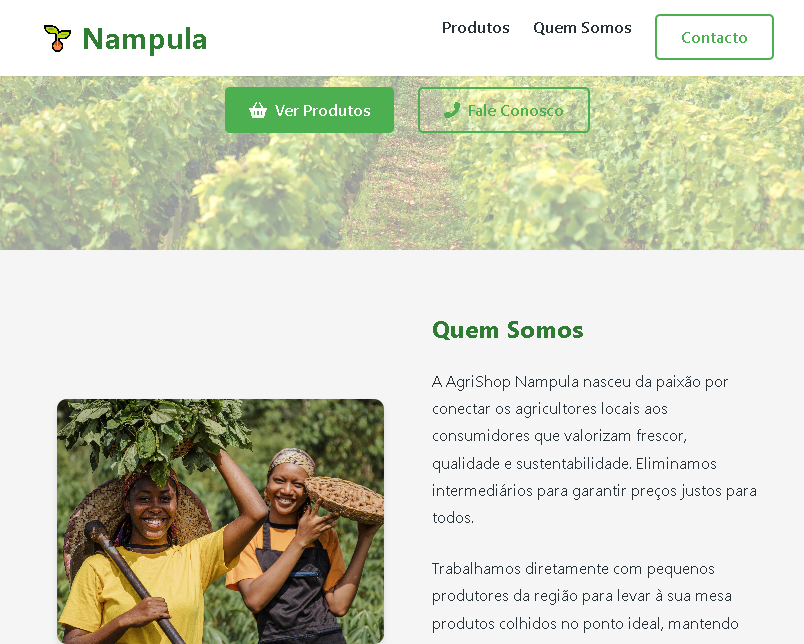 Nampula
Produtos
Quem Somos
Contacto
Ver Produtos
Fale Conosco
Quem Somos
A AgriShop Nampula nasceu da paixão por
conectar os agricultores locais aos
consumidores que valorizam frescor,
qualidade e sustentabilidade. Eliminamos
intermediários para garantir preços justos para
todos.
Trabalhamos diretamente com pequenos
produtores da região para levar à sua mesa
produtos colhidos no ponto ideal, mantendo